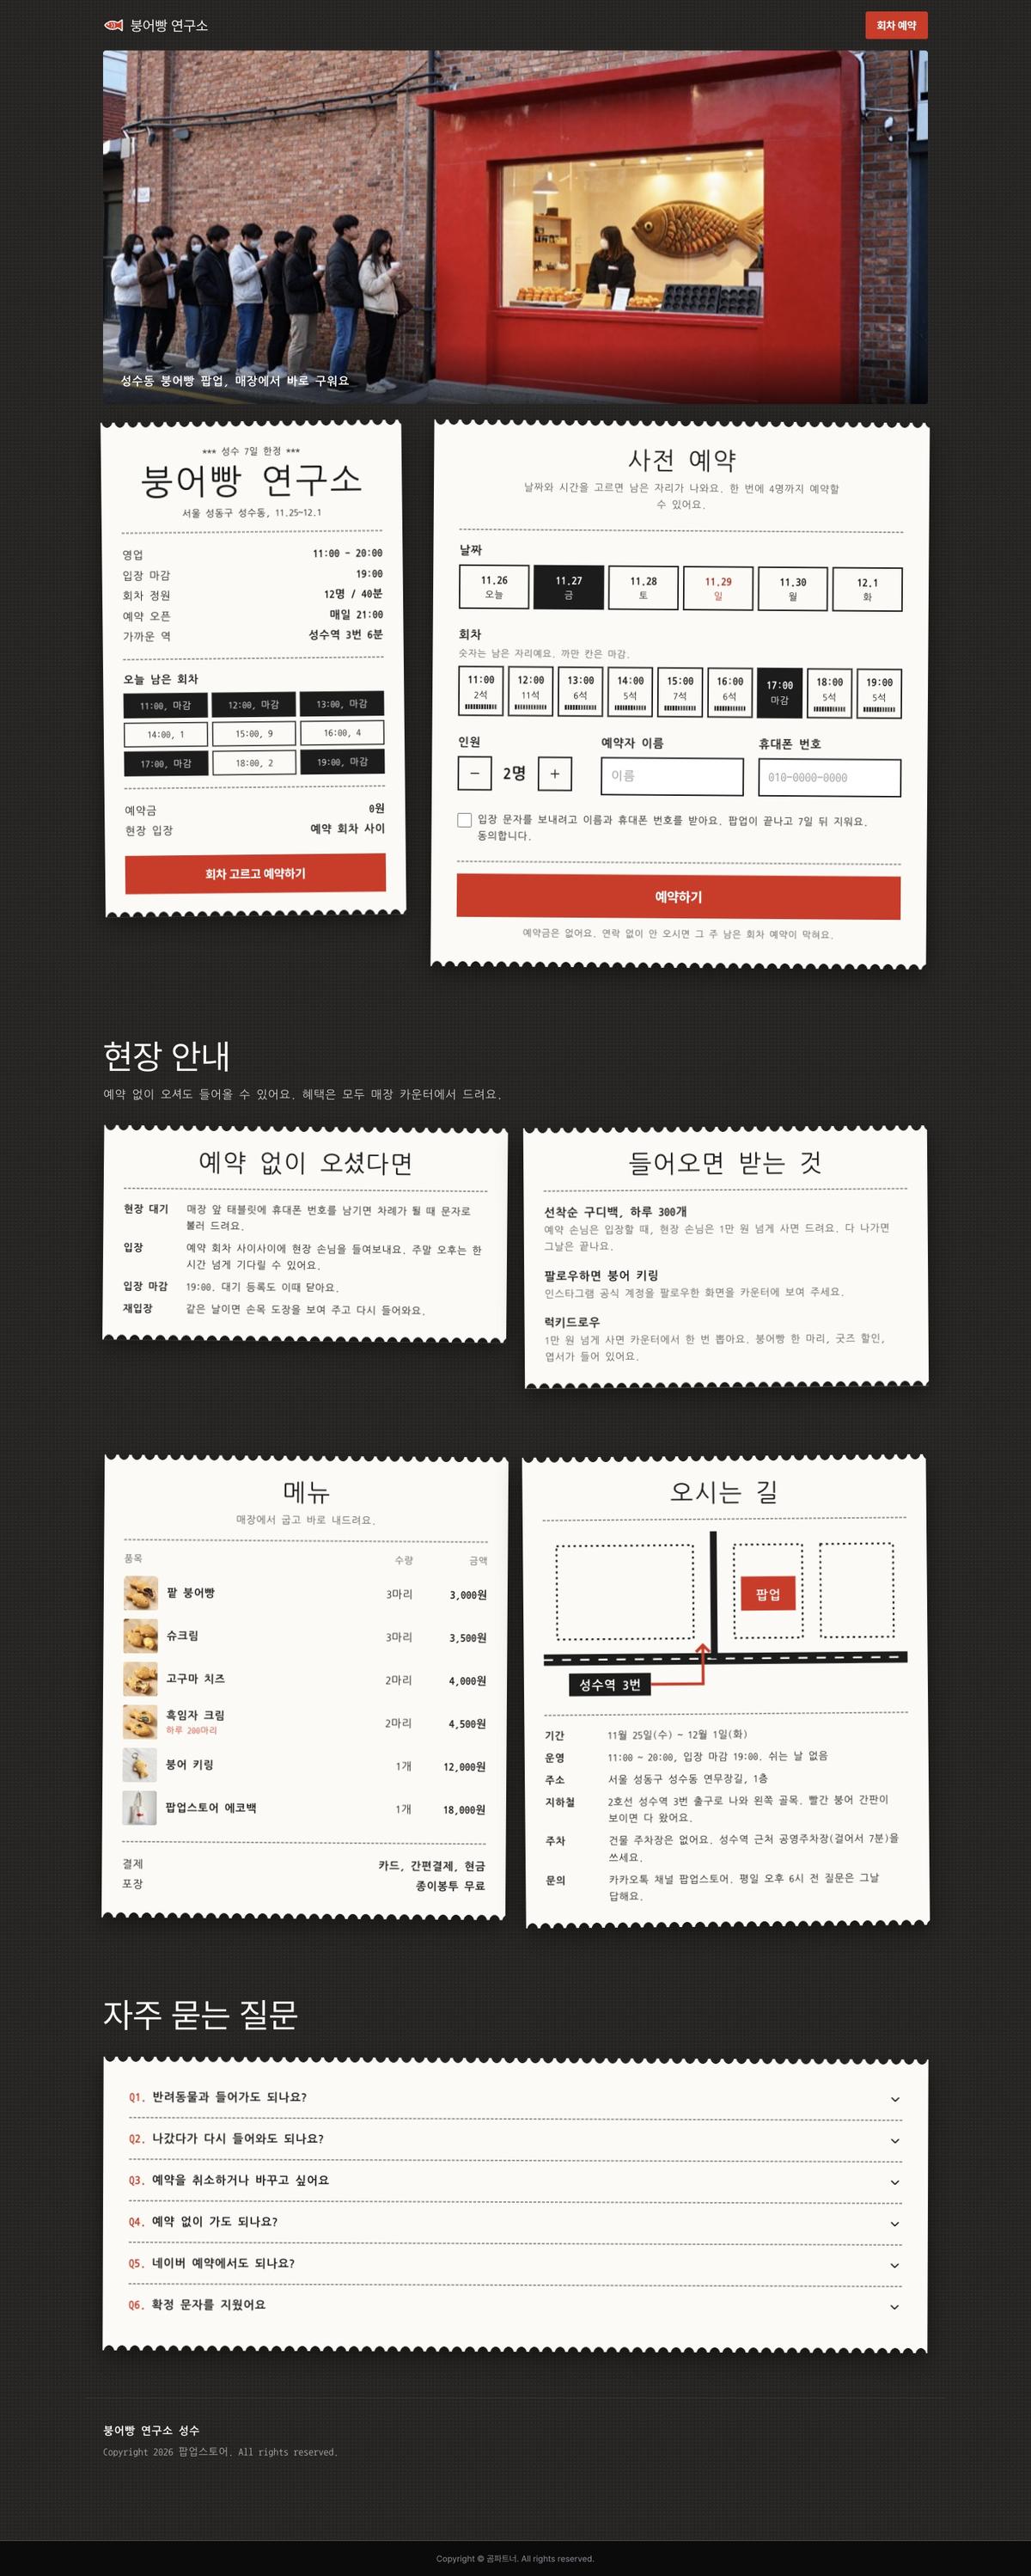 붕어빵 연구소
회차 예약
성수동 붕어빵 팝업, 매장에서 바로 구워요
*** 성수 7일 한정 ***
붕어빵 연구소
서울 성동구 성수동, 11.25~12.1
영업 11:00 - 20:00
입장 마감 19:00
회차 정원 12명 / 40분
예약 오픈 매일 21:00
가까운 역 성수역 3번 6분
오늘 남은 회차
11:00, 마감 12:00, 마감 13:00, 마감
14:00, 1 15:00, 9 16:00, 4
17:00, 마감 18:00, 2 19:00, 마감
예약금 0원
현장 입장 예약 회차 사이
회차 고르고 예약하기
사전 예약
날짜와 시간을 고르면 남은 자리가 나와요. 한 번에 4명까지 예약할
수 있어요.
날짜
11.26 11.27 11.28 11.29 11.30 12.1
오늘 금 토 일 월 화
회차
숫자는 남은 자리예요. 까만 칸은 마감.
11:00 12:00 13:00 14:00 15:00 16:00 17:00 18:00 19:00
2석 11석 6석 5석 7석 6석 마감 5석 5석
인원 예약자 이름 휴대폰 번호
− 2명 + 이름 010-0000-0000
입장 문자를 보내려고 이름과 휴대폰 번호를 받아요. 팝업이 끝나고 7일 뒤 지워요.
동의합니다.
예약하기
예약금은 없어요. 연락 없이 안 오시면 그 주 남은 회차 예약이 막혀요.
현장 안내
예약 없이 오셔도 들어올 수 있어요. 혜택은 모두 매장 카운터에서 드려요.
예약 없이 오셨다면
현장 대기 매장 앞 태블릿에 휴대폰 번호를 남기면 차례가 될 때 문자로
불러 드려요.
입장 예약 회차 사이사이에 현장 손님을 들여보내요. 주말 오후는 한
시간 넘게 기다릴 수 있어요.
입장 마감 19:00. 대기 등록도 이때 닫아요.
재입장 같은 날이면 손목 도장을 보여 주고 다시 들어와요.
들어오면 받는 것
선착순 구디백, 하루 300개
예약 손님은 입장할 때, 현장 손님은 1만 원 넘게 사면 드려요. 다 나가면
그날은 끝나요.
팔로우하면 붕어 키링
인스타그램 공식 계정을 팔로우한 화면을 카운터에 보여 주세요.
럭키드로우
1만 원 넘게 사면 카운터에서 한 번 뽑아요. 붕어빵 한 마리, 굿즈 할인,
엽서가 들어 있어요.
메뉴
매장에서 굽고 바로 내드려요.
품목 수량 금액
팥 붕어빵 3마리 3,000원
슈크림 3마리 3,500원
고구마 치즈 2마리 4,000원
흑임자 크림 2마리 4,500원
하루 200마리
붕어 키링 1개 12,000원
팝업스토어 에코백 1개 18,000원
결제 카드, 간편결제, 현금
포장 종이봉투 무료
오시는 길
팝업
성수역 3번
기간 11월 25일(수) ~ 12월 1일(화)
운영 11:00 ~ 20:00, 입장 마감 19:00. 쉬는 날 없음
주소 서울 성동구 성수동 연무장길, 1층
지하철 2호선 성수역 3번 출구로 나와 왼쪽 골목. 빨간 붕어 간판이
보이면 다 왔어요.
주차 건물 주차장은 없어요. 성수역 근처 공영주차장(걸어서 7분)을
쓰세요.
문의 카카오톡 채널 팝업스토어. 평일 오후 6시 전 질문은 그날
답해요.
자주 묻는 질문
Q1. 반려동물과 들어가도 되나요?
Q2. 나갔다가 다시 들어와도 되나요?
Q3. 예약을 취소하거나 바꾸고 싶어요
Q4. 예약 없이 가도 되나요?
Q5. 네이버 예약에서도 되나요?
Q6. 확정 문자를 지웠어요
붕어빵 연구소 성수
Copyright 2026 팝업스토어. All rights reserved.
Copyright © 곰파트너. All rights reserved.